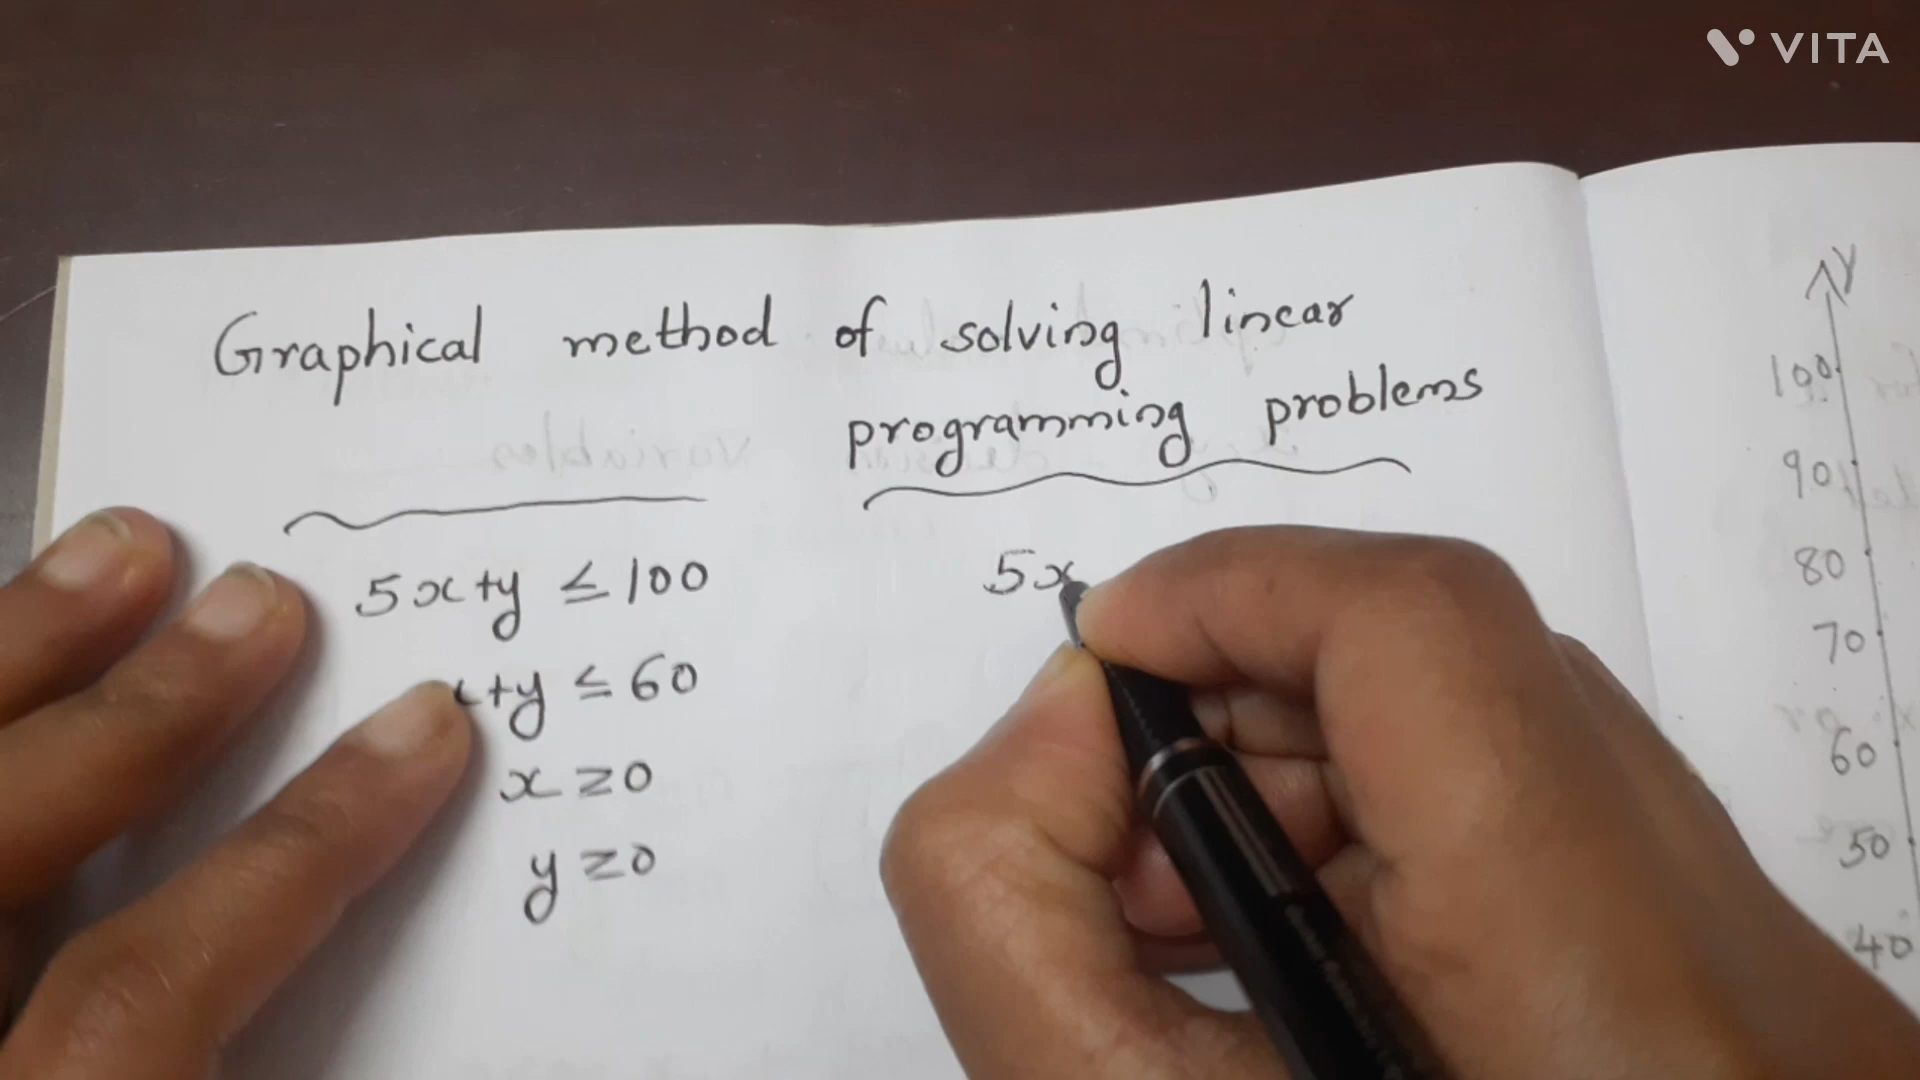 VITA
Graphical method of solving linear
programming problems
5x+y ≤ 100
x+y ≤ 60
x ≥ 0
y ≥ 0
5x
Y
100
90
80
70
60
50
40